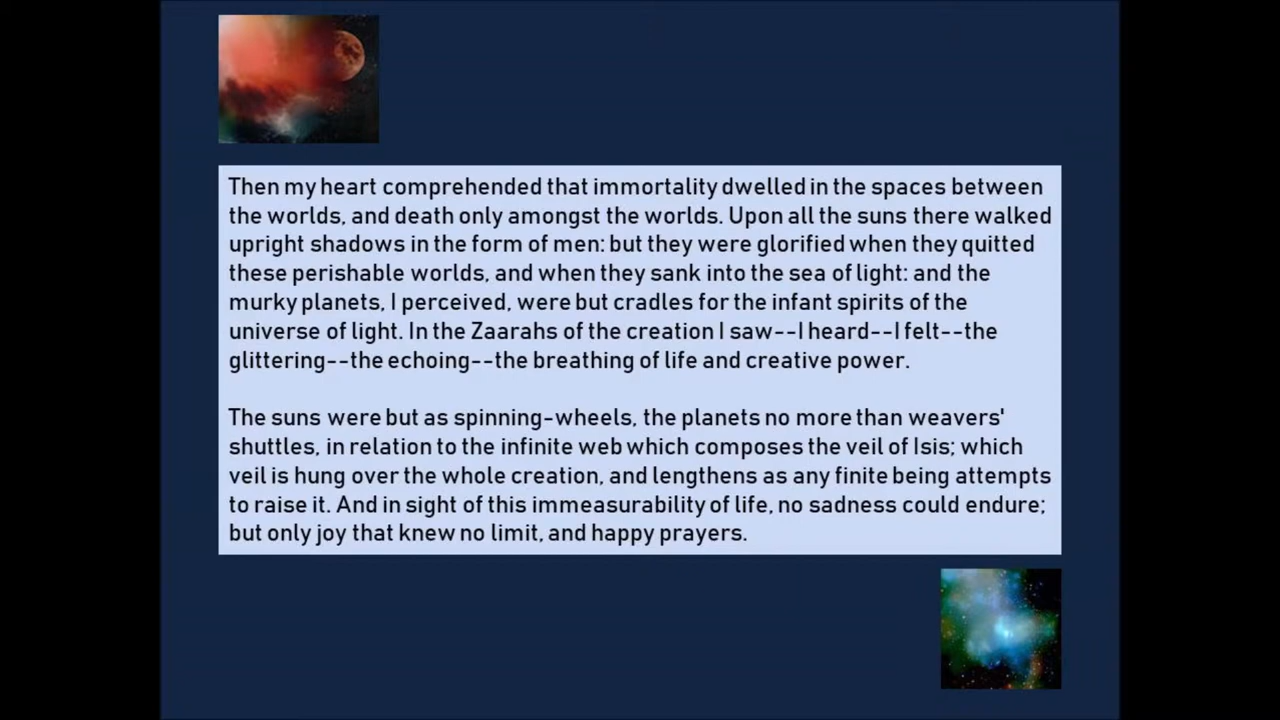 Then my heart comprehended that immortality dwelled in the spaces between
the worlds, and death only amongst the worlds. Upon all the suns there walked
upright shadows in the form of men: but they were glorified when they quitted
these perishable worlds, and when they sank into the sea of light: and the
murky planets, I perceived, were but cradles for the infant spirits of the
universe of light. In the Zaarahs of the creation I saw--I heard--I felt--the
glittering--the echoing--the breathing of life and creative power.

The suns were but as spinning-wheels, the planets no more than weavers'
shuttles, in relation to the infinite web which composes the veil of Isis; which
veil is hung over the whole creation, and lengthens as any finite being attempts
to raise it. And in sight of this immeasurability of life, no sadness could endure;
but only joy that knew no limit, and happy prayers.